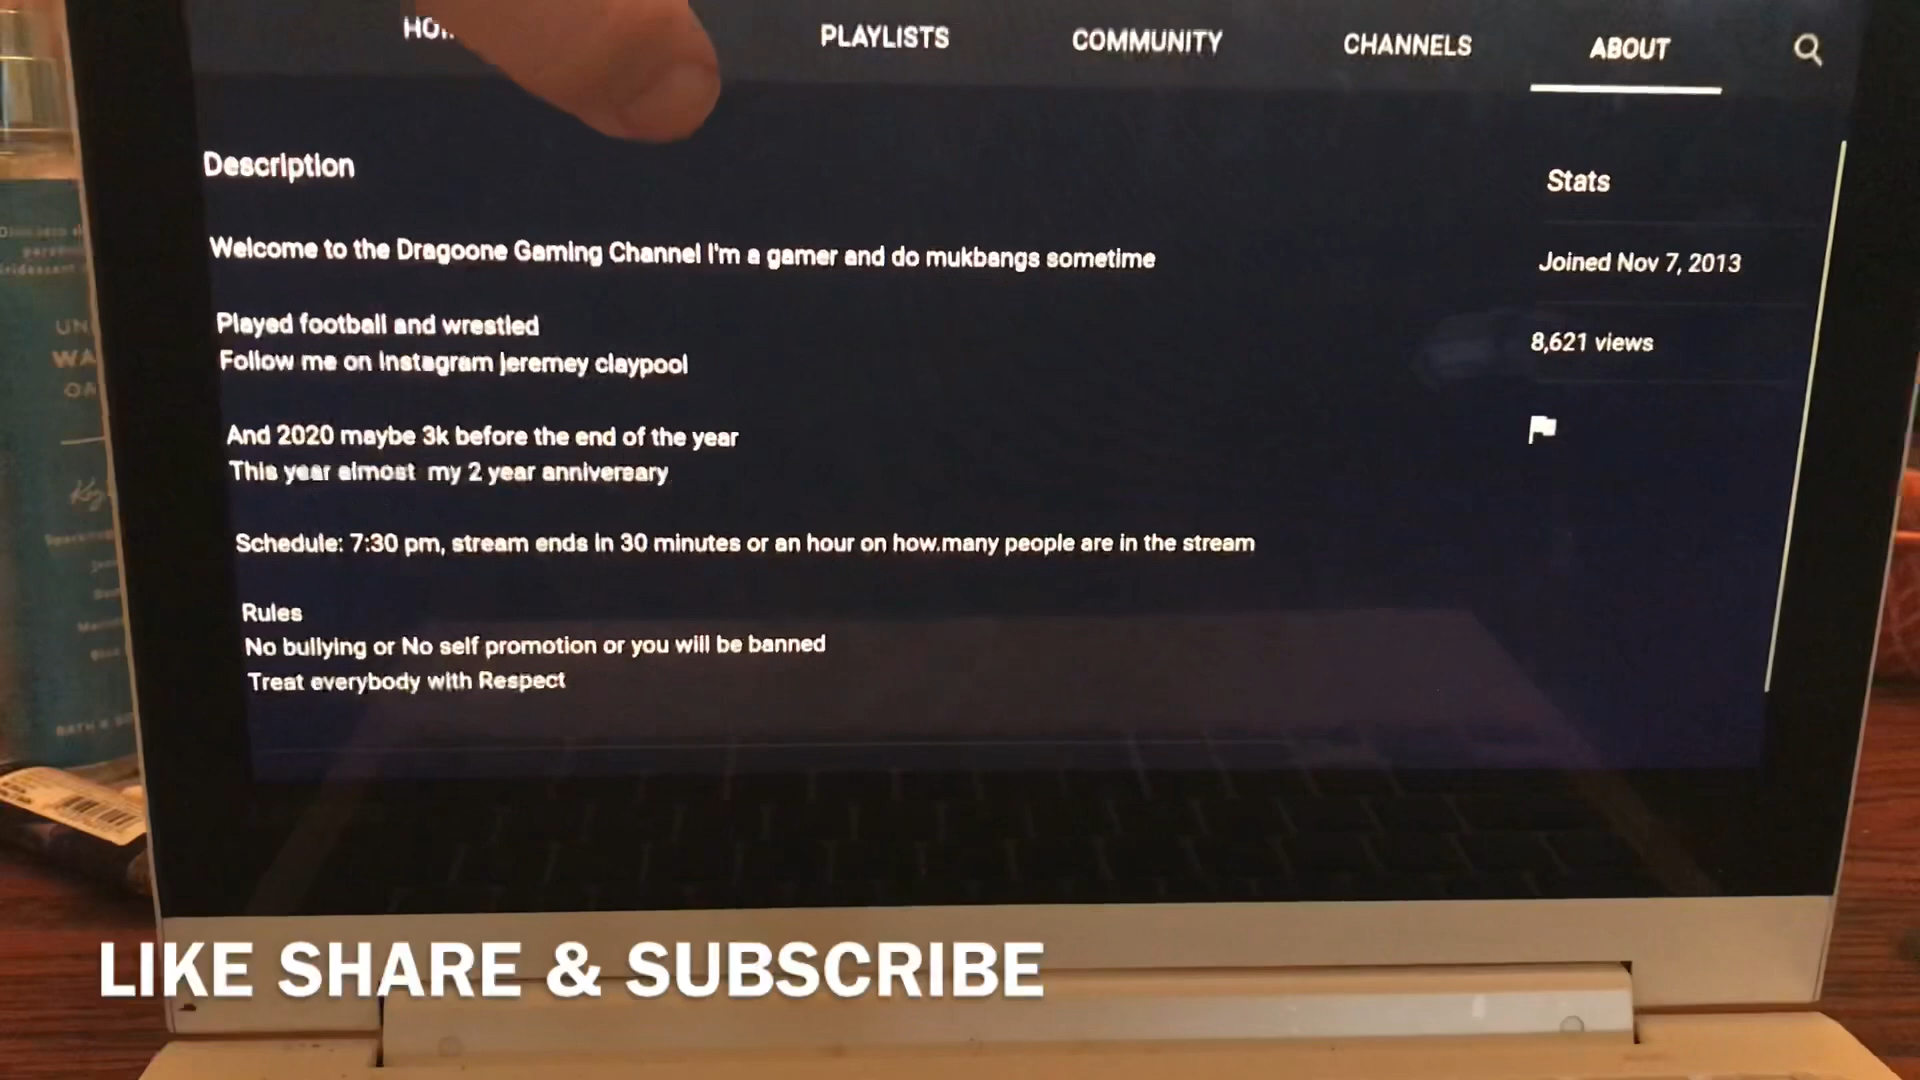 PLAYLISTS COMMUNITY CHANNELS ABOUT
Description
Welcome to the Dragoone Gaming Channel I'm a gamer and do mukbangs sometime
Played football and wrestled
Follow me on Instagram jeremey claypool
And 2020 maybe 3k before the end of the year
This year almost my 2 year anniversary
Schedule: 7:30 pm, stream ends in 30 minutes or an hour on how.many people are in the stream
Rules
No bullying or No self promotion or you will be banned
Treat everybody with Respect
Stats
Joined Nov 7, 2013
8,621 views
LIKE SHARE & SUBSCRIBE